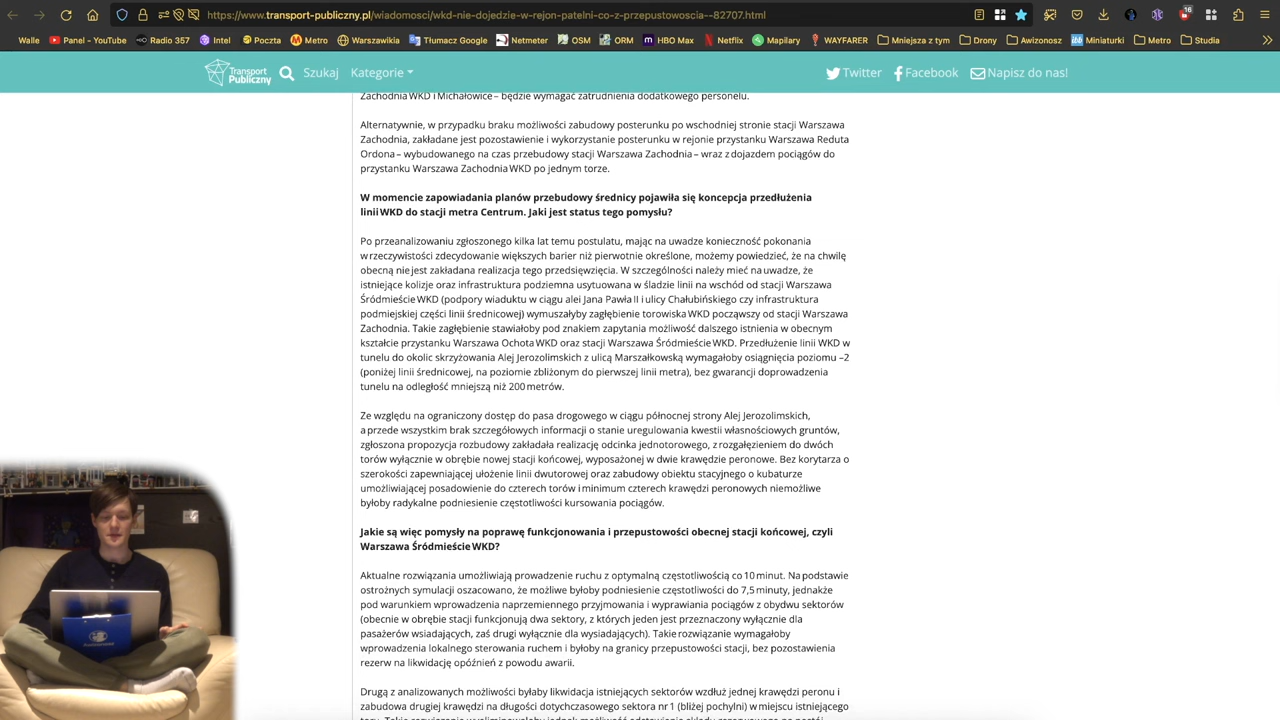 https://www.transport-publiczny.pl/wiadomosci/wkd-nie-dojedzie-w-rejon-patelni-co-z-przepustowoscia--82707.html
16
Walle Panel - YouTube Radio 357 Intel Poczta Metro Warszawikia Tłumacz Google Netmeter OSM ORM HBO Max Netflix Mapilary WAYFARER Mniejsza z tym Drony Awizonosz Miniaturki Metro Studia
Transport Publiczny Szukaj Kategorie Twitter Facebook Napisz do nas!
Zachodnia WKD i Michałowice – będzie wymagać zatrudnienia dodatkowego personelu.
Alternatywnie, w przypadku braku możliwości zabudowy posterunku po wschodniej stronie stacji Warszawa
Zachodnia, zakładane jest pozostawienie i wykorzystanie posterunku w rejonie przystanku Warszawa Reduta
Ordona – wybudowanego na czas przebudowy stacji Warszawa Zachodnia – wraz z dojazdem pociągów do
przystanku Warszawa Zachodnia WKD po jednym torze.
W momencie zapowiadania planów przebudowy średnicy pojawiła się koncepcja przedłużenia
linii WKD do stacji metra Centrum. Jaki jest status tego pomysłu?
Po przeanalizowaniu zgłoszonego kilka lat temu postulatu, mając na uwadze konieczność pokonania
w rzeczywistości zdecydowanie większych barier niż pierwotnie określone, możemy powiedzieć, że na chwilę
obecną nie jest zakładana realizacja tego przedsięwzięcia. W szczególności należy mieć na uwadze, że
istniejące kolizje oraz infrastruktura podziemna usytuowana w śladzie linii na wschód od stacji Warszawa
Śródmieście WKD (podpory wiaduktu w ciągu alei Jana Pawła II i ulicy Chałubińskiego czy infrastruktura
podmiejskiej części linii średnicowej) wymuszałyby zagłębienie torowiska WKD począwszy od stacji Warszawa
Zachodnia. Takie zagłębienie stawiałoby pod znakiem zapytania możliwość dalszego istnienia w obecnym
kształcie przystanku Warszawa Ochota WKD oraz stacji Warszawa Śródmieście WKD. Przedłużenie linii WKD w
tunelu do okolic skrzyżowania Alej Jerozolimskich z ulicą Marszałkowską wymagałoby osiągnięcia poziomu –2
(poniżej linii średnicowej, na poziomie zbliżonym do pierwszej linii metra), bez gwarancji doprowadzenia
tunelu na odległość mniejszą niż 200 metrów.
Ze względu na ograniczony dostęp do pasa drogowego w ciągu północnej strony Alej Jerozolimskich,
a przede wszystkim brak szczegółowych informacji o stanie uregulowania kwestii własnościowych gruntów,
zgłoszona propozycja rozbudowy zakładała realizację odcinka jednotorowego, z rozgałęzieniem do dwóch
torów wyłącznie w obrębie nowej stacji końcowej, wyposażonej w dwie krawędzie peronowe. Bez korytarza o
szerokości zapewniającej ułożenie linii dwutorowej oraz zabudowy obiektu stacyjnego o kubaturze
umożliwiającej posadowienie do czterech torów i minimum czterech krawędzi peronowych niemożliwe
byłoby radykalne podniesienie częstotliwości kursowania pociągów.
Jakie są więc pomysły na poprawę funkcjonowania i przepustowości obecnej stacji końcowej, czyli
Warszawa Śródmieście WKD?
Aktualne rozwiązania umożliwiają prowadzenie ruchu z optymalną częstotliwością co 10 minut. Na podstawie
ostrożnych symulacji oszacowano, że możliwe byłoby podniesienie częstotliwości do 7,5 minuty, jednakże
pod warunkiem wprowadzenia naprzemiennego przyjmowania i wyprawiania pociągów z obydwu sektorów
(obecnie w obrębie stacji funkcjonują dwa sektory, z których jeden jest przeznaczony wyłącznie dla
pasażerów wsiadających, zaś drugi wyłącznie dla wysiadających). Takie rozwiązanie wymagałoby
wprowadzenia lokalnego sterowania ruchem i byłoby na granicy przepustowości stacji, bez pozostawienia
rezerw na likwidację opóźnień z powodu awarii.
Drugą z analizowanych możliwości byłaby likwidacja istniejących sektorów wzdłuż jednej krawędzi peronu i
zabudowa drugiej krawędzi na długości dotychczasowego sektora nr 1 (bliżej pochylni) w miejscu istniejącego